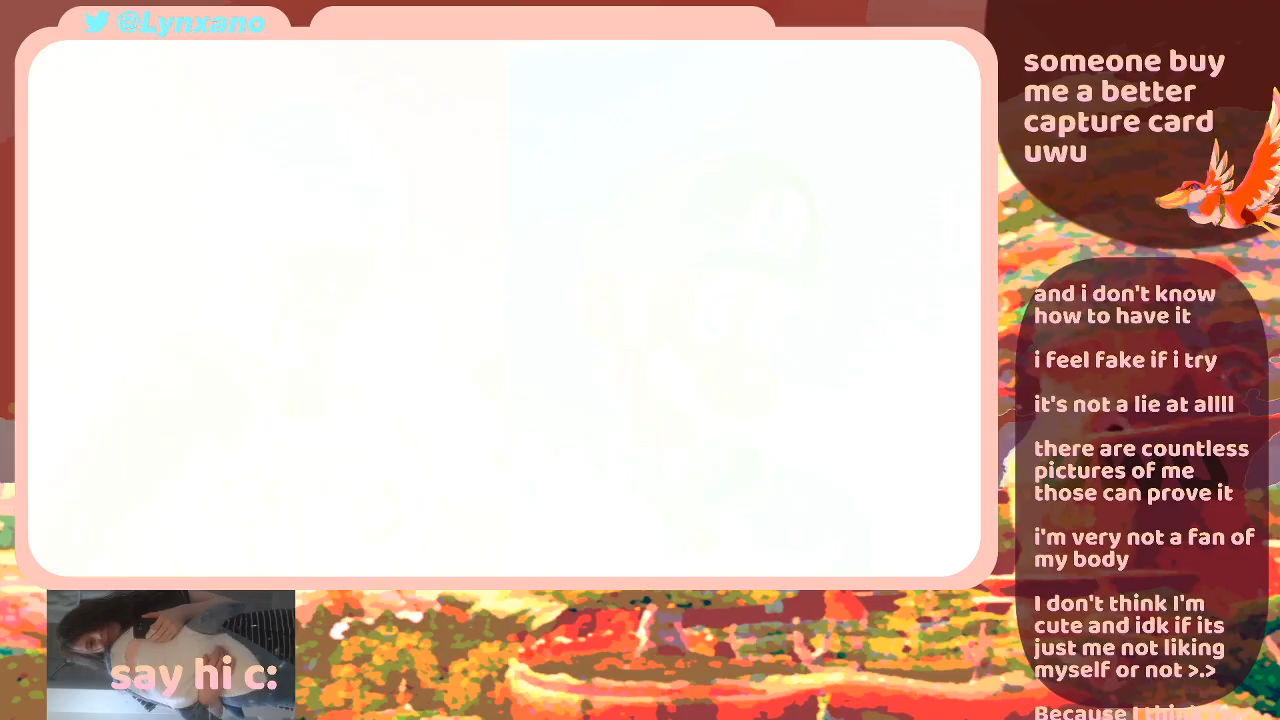 @Lynxano
someone buy
me a better
capture card
uwu
and i don't know
how to have it
i feel fake if i try
it's not a lie at allll
there are countless
pictures of me
those can prove it
i'm very not a fan of
my body
I don't think I'm
cute and idk if its
just me not liking
myself or not >.>
Because I
say hi c: